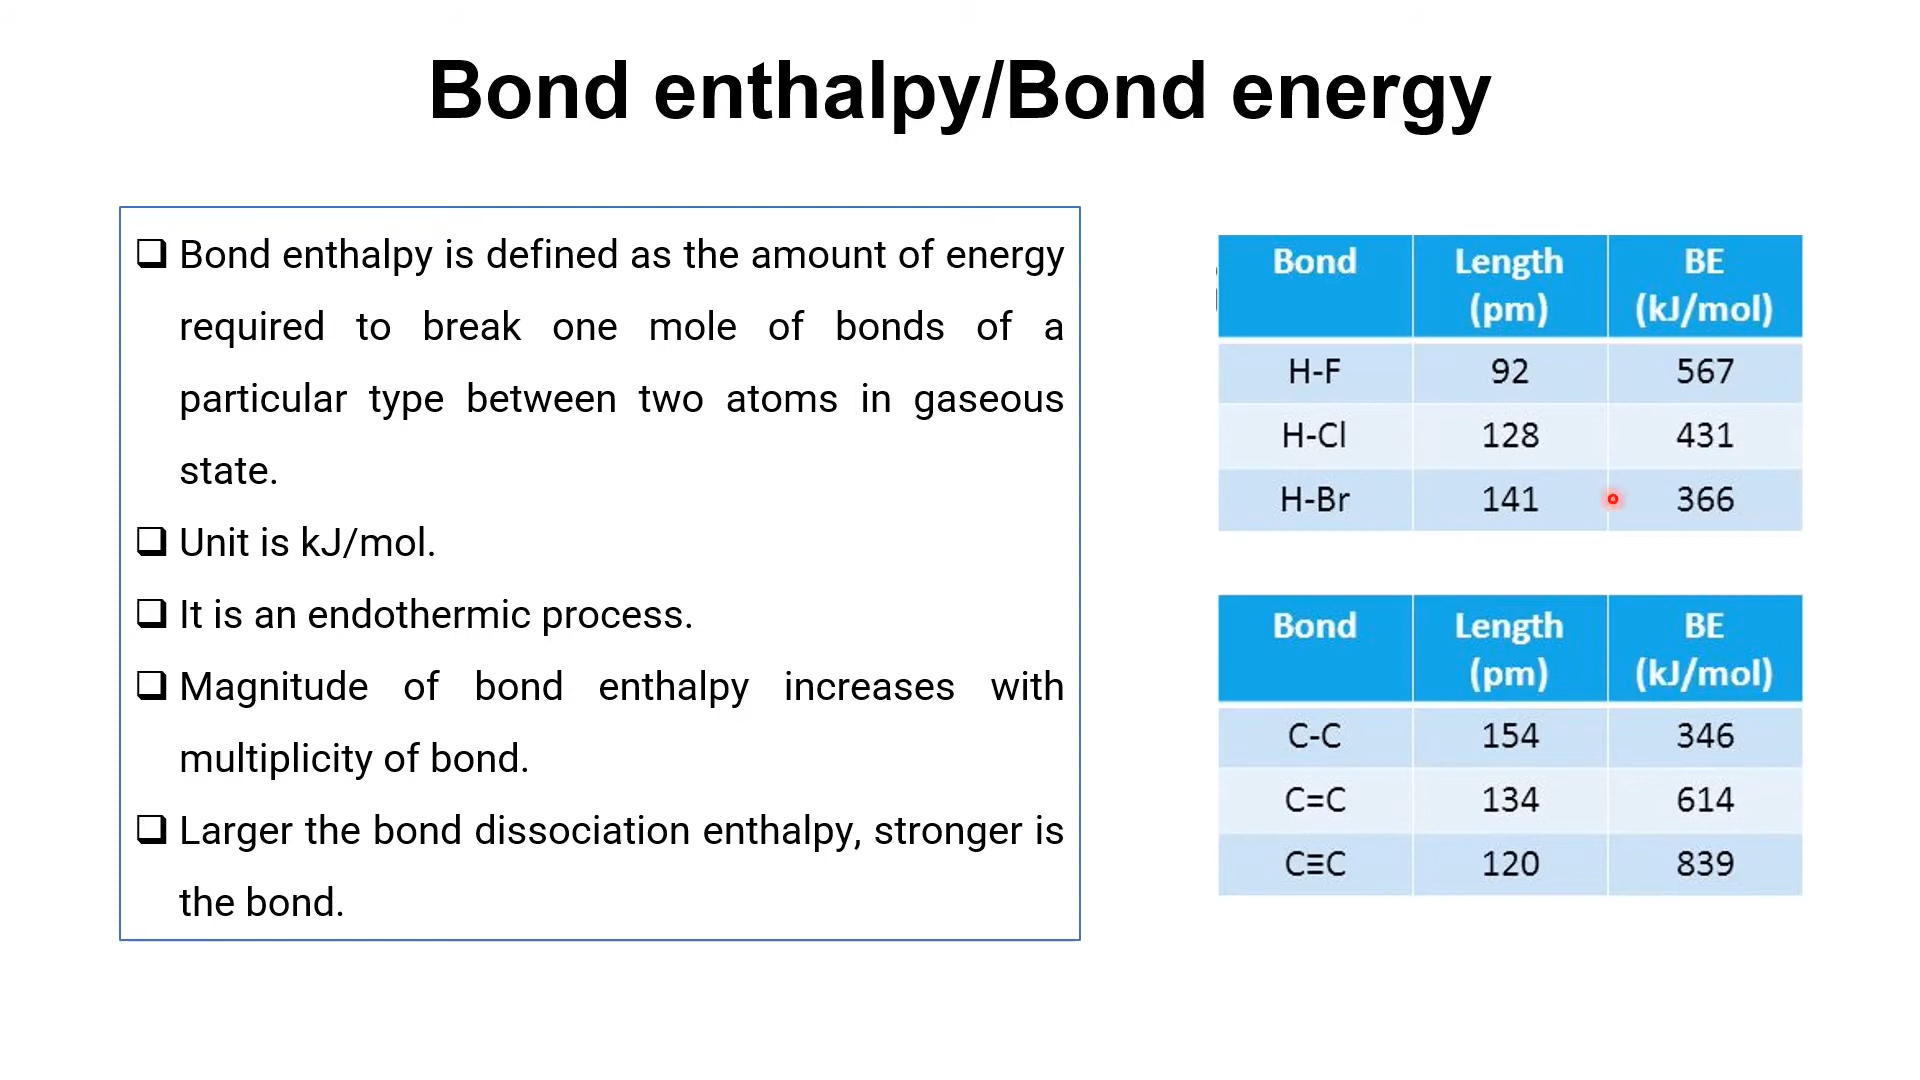 Bond enthalpy/Bond energy
❑ Bond enthalpy is defined as the amount of energy
required to break one mole of bonds of a
particular type between two atoms in gaseous
state.
❑ Unit is kJ/mol.
❑ It is an endothermic process.
❑ Magnitude of bond enthalpy increases with
multiplicity of bond.
❑ Larger the bond dissociation enthalpy, stronger is
the bond.
Bond Length BE
(pm) (kJ/mol)
H-F 92 567
H-Cl 128 431
H-Br 141 366
Bond Length BE
(pm) (kJ/mol)
C-C 154 346
C=C 134 614
C≡C 120 839